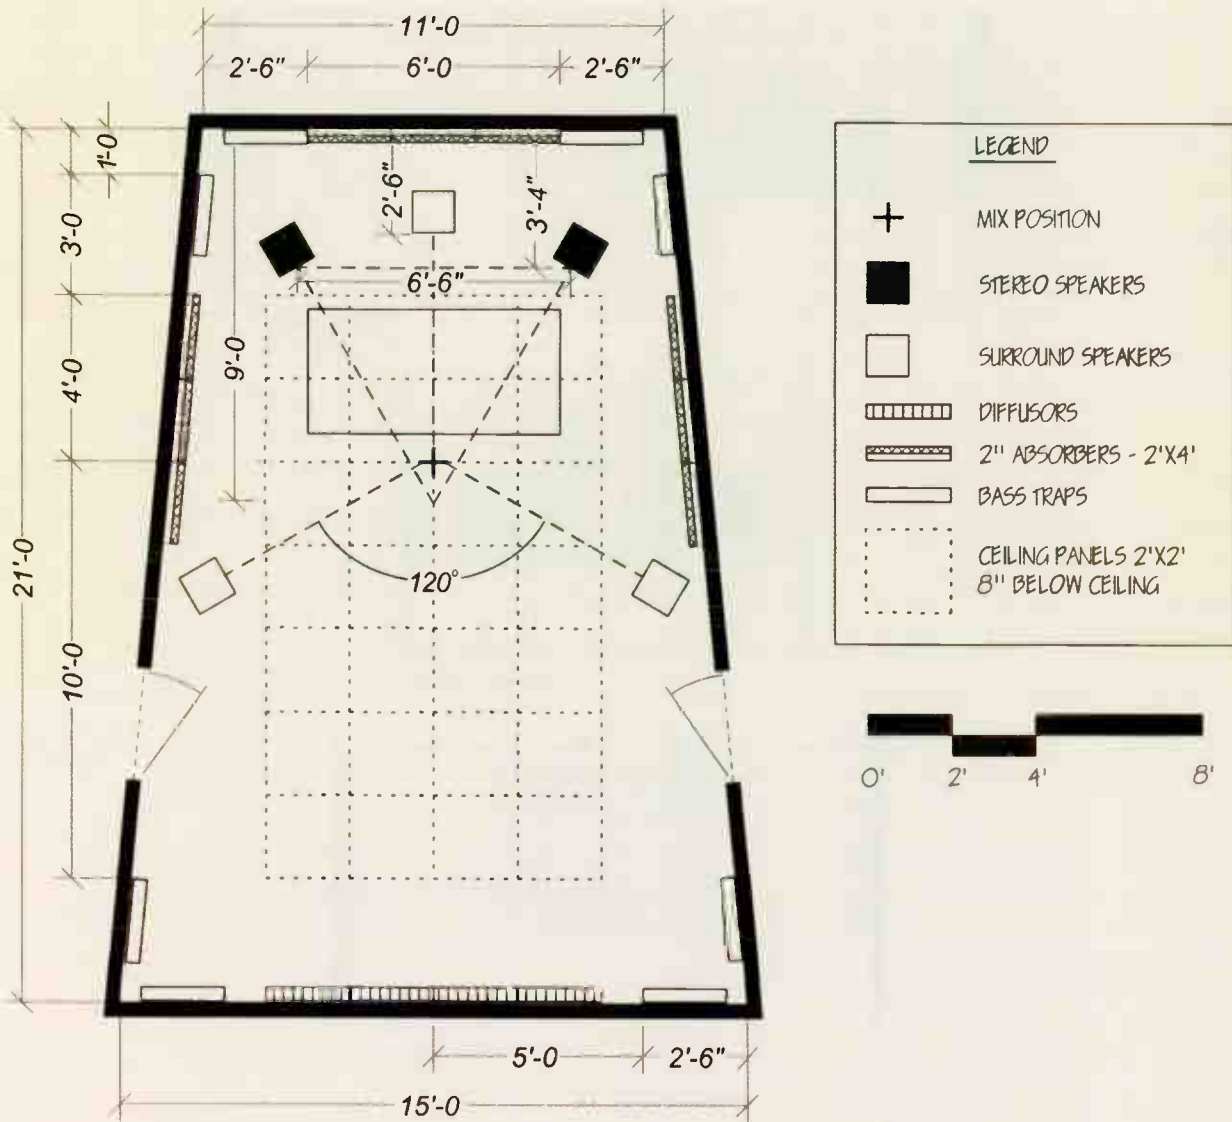 11'-0
2'-6" 6'-0 2'-6"
1'-0
2'-6"
3'-4"
3'-0
6'-6"
9'-0
4'-0
21'-0
120°
10'-0
5'-0 2'-6"
15'-0
LEGEND
MIX POSITION
STEREO SPEAKERS
SURROUND SPEAKERS
DIFFUSORS
2" ABSORBERS - 2'X4'
BASS TRAPS
CEILING PANELS 2'X2'
8" BELOW CEILING
0' 2' 4' 8'